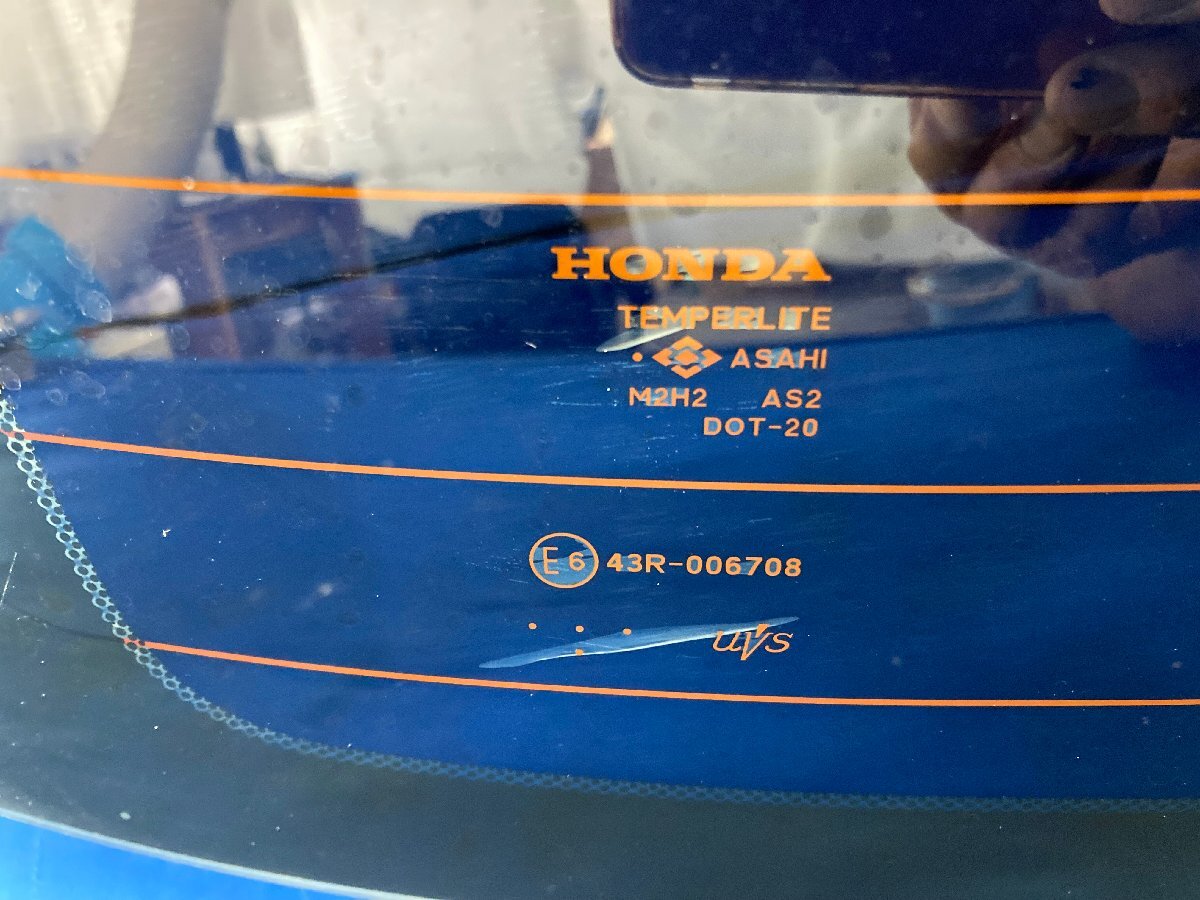 HONDA
TEMPERLITE
ASAHI
M2H2 AS2
DOT-20
E6 43R-006708
uVs